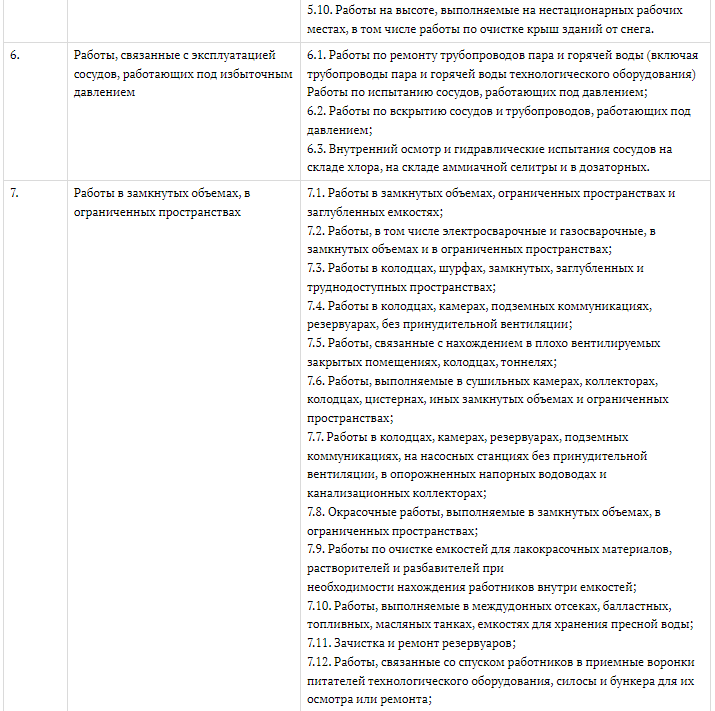 5.10. Работы на высоте, выполняемые на нестационарных рабочих
местах, в том числе работы по очистке крыш зданий от снега.
6.
Работы, связанные с эксплуатацией
сосудов, работающих под избыточным
давлением
6.1. Работы по ремонту трубопроводов пара и горячей воды (включая
трубопроводы пара и горячей воды технологического оборудования)
Работы по испытанию сосудов, работающих под давлением;
6.2. Работы по вскрытию сосудов и трубопроводов, работающих под
давлением;
6.3. Внутренний осмотр и гидравлические испытания сосудов на
складе хлора, на складе аммиачной селитры и в дозаторных.
7.
Работы в замкнутых объемах, в
ограниченных пространствах
7.1. Работы в замкнутых объемах, ограниченных пространствах и
заглубленных емкостях;
7.2. Работы, в том числе электросварочные и газосварочные, в
замкнутых объемах и в ограниченных пространствах;
7.3. Работы в колодцах, шурфах, замкнутых, заглубленных и
труднодоступных пространствах;
7.4. Работы в колодцах, камерах, подземных коммуникациях,
резервуарах, без принудительной вентиляции;
7.5. Работы, связанные с нахождением в плохо вентилируемых
закрытых помещениях, колодцах, тоннелях;
7.6. Работы, выполняемые в сушильных камерах, коллекторах,
колодцах, цистернах, иных замкнутых объемах и ограниченных
пространствах;
7.7. Работы в колодцах, камерах, резервуарах, подземных
коммуникациях, на насосных станциях без принудительной
вентиляции, в опорожненных напорных водоводах и
канализационных коллекторах;
7.8. Окрасочные работы, выполняемые в замкнутых объемах, в
ограниченных пространствах;
7.9. Работы по очистке емкостей для лакокрасочных материалов,
растворителей и разбавителей при
необходимости нахождения работников внутри емкостей;
7.10. Работы, выполняемые в междудонных отсеках, балластных,
топливных, масляных танках, емкостях для хранения пресной воды;
7.11. Зачистка и ремонт резервуаров;
7.12. Работы, связанные со спуском работников в приемные воронки
питателей технологического оборудования, силосы и бункера для их
осмотра или ремонта;